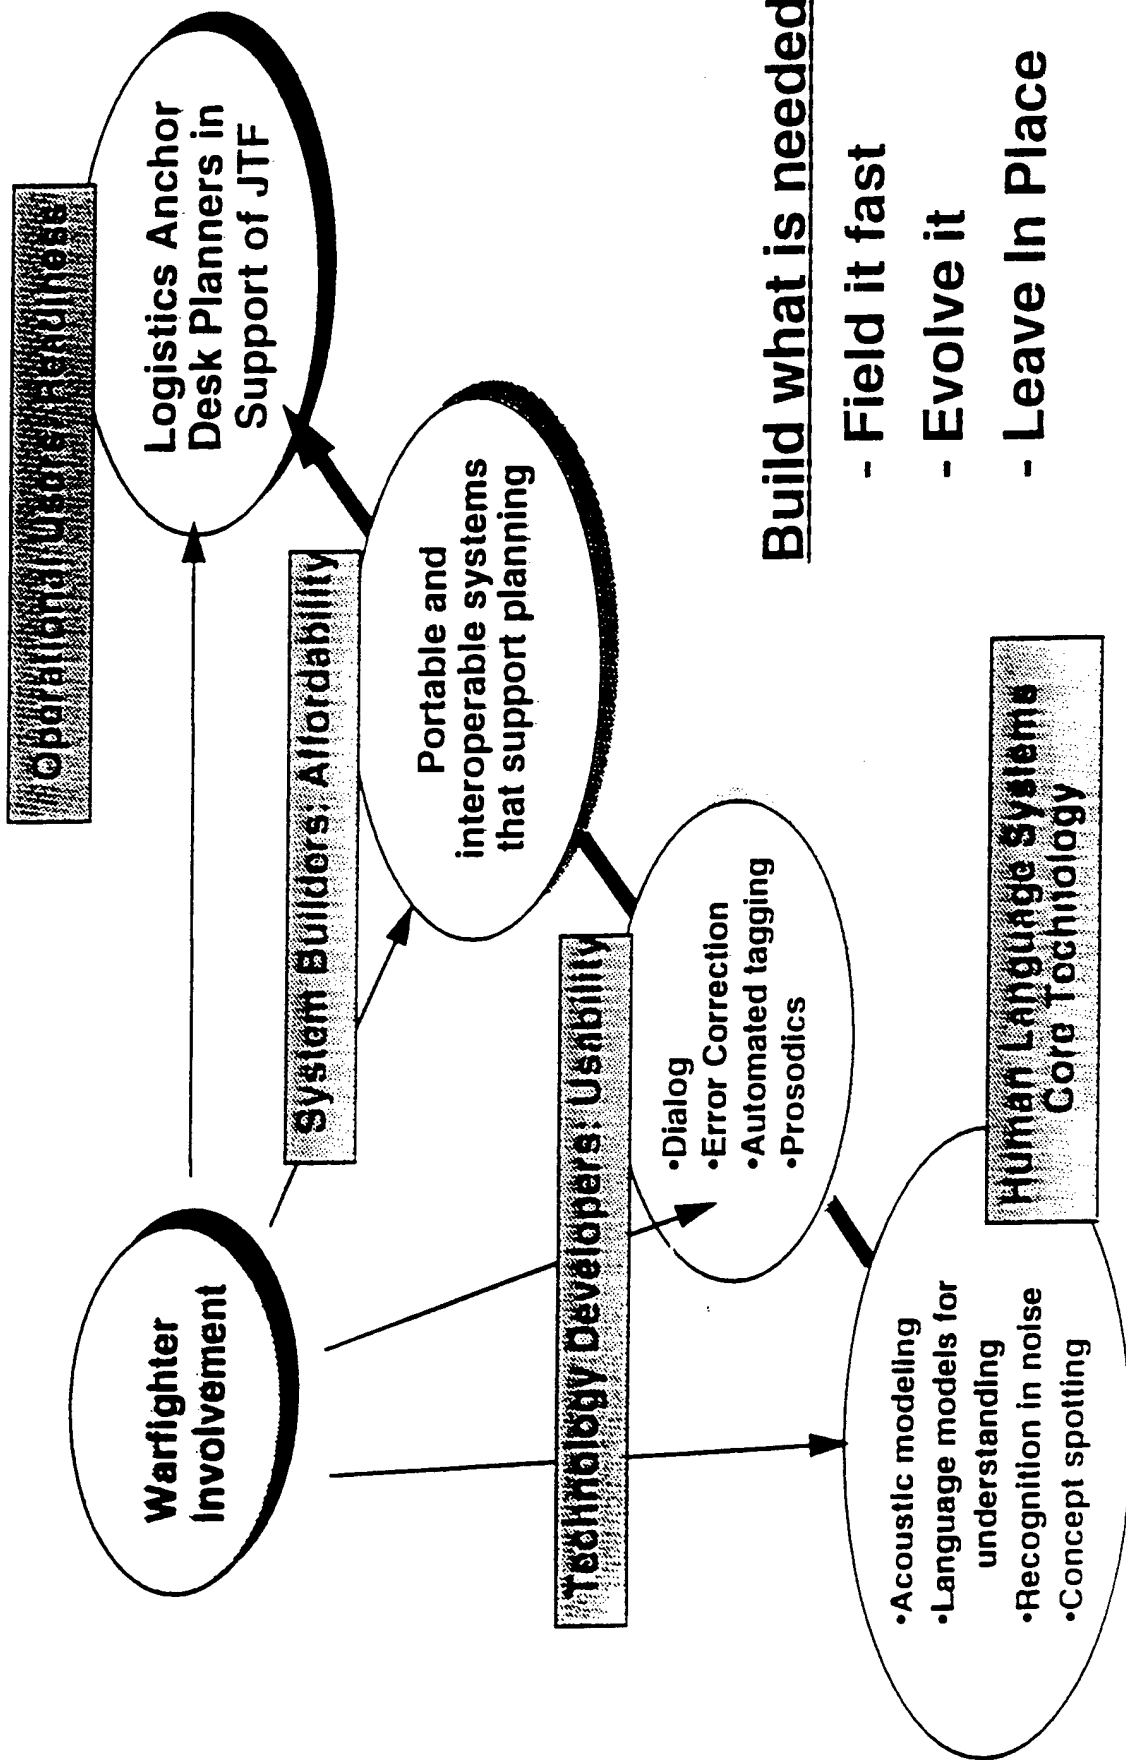 Operational Users: Readiness
Logistics Anchor
Desk Planners in
Support of JTF
Warfighter
Involvement
System Builders: Affordability
Portable and
interoperable systems
that support planning
Technology Developers: Usability
•Dialog
•Error Correction
•Automated tagging
•Prosodics
Human Language Systems
Core Technology
•Acoustic modeling
•Language models for
understanding
•Recognition in noise
•Concept spotting
Build what is needed
- Field it fast
- Evolve it
- Leave In Place